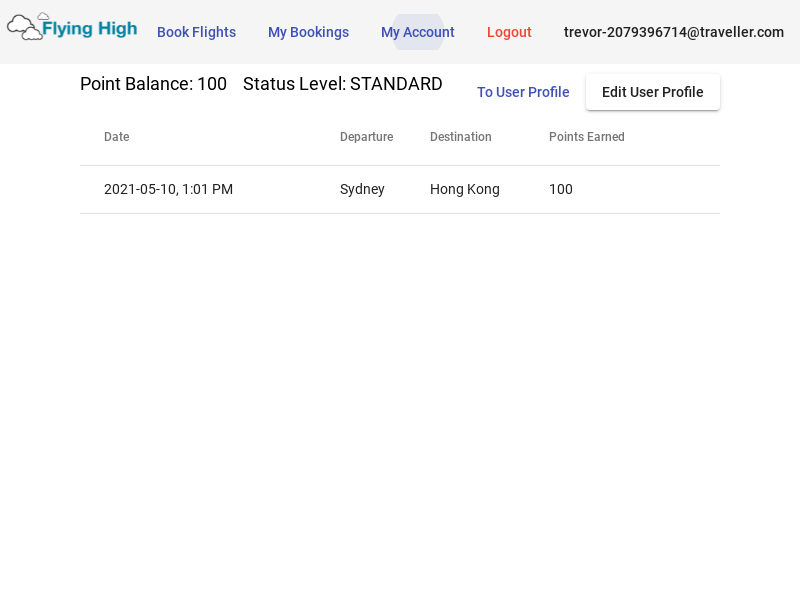 Flying High Book Flights My Bookings My Account Logout trevor-2079396714@traveller.com
Point Balance: 100 Status Level: STANDARD To User Profile Edit User Profile
Date Departure Destination Points Earned
2021-05-10, 1:01 PM Sydney Hong Kong 100